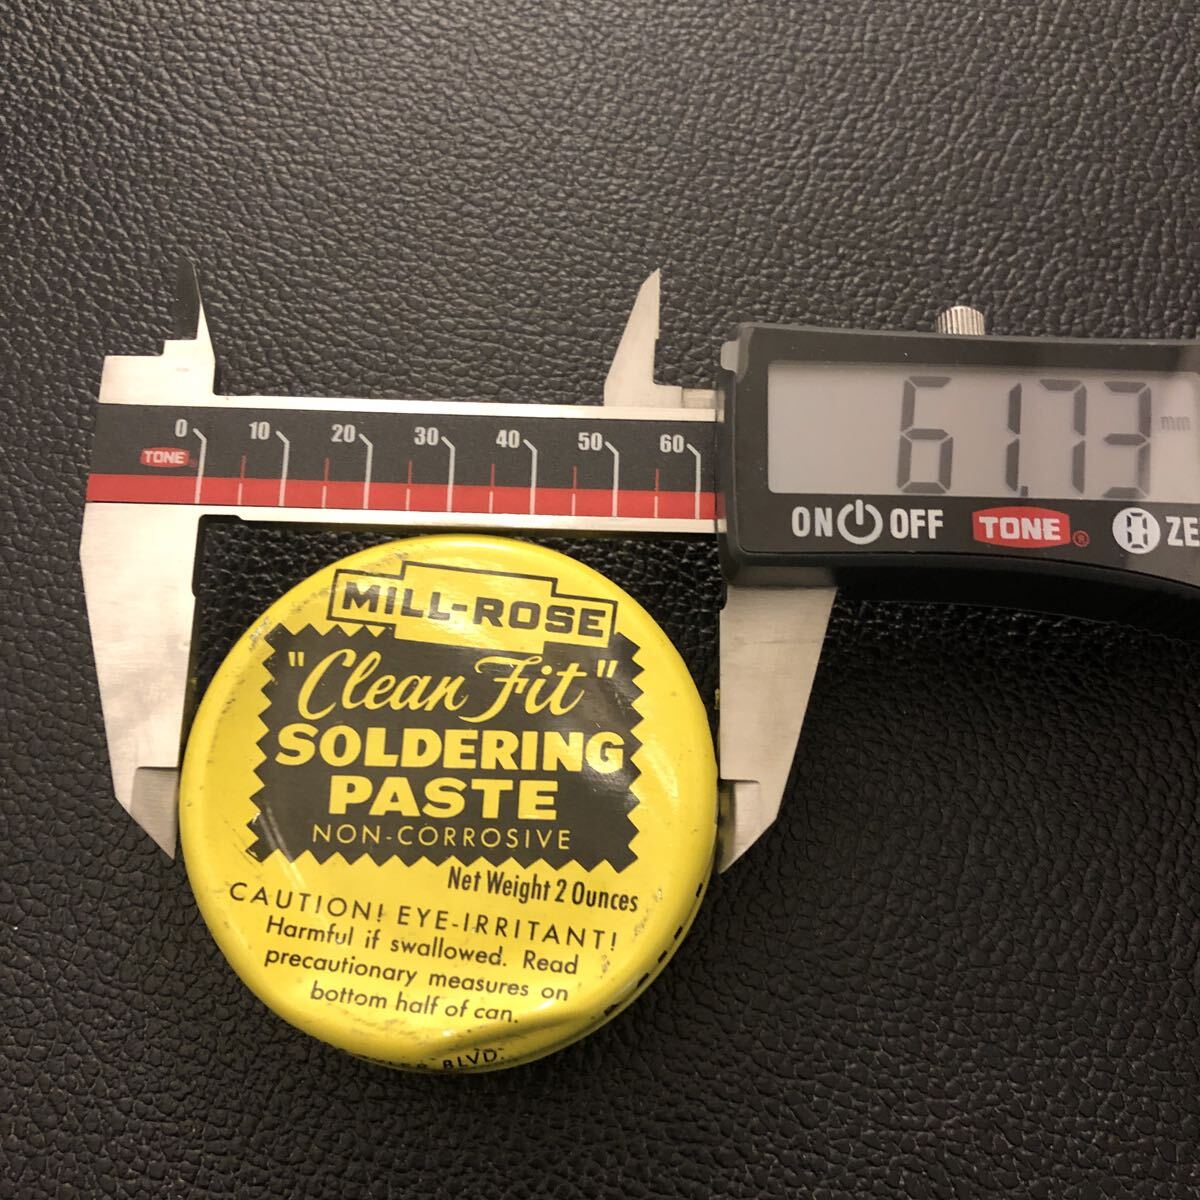 0 10 20 30 40 50 60
TONE
61.73 mm
ON OFF TONE® ZE
MILL-ROSE
"Clean Fit"
SOLDERING
PASTE
NON-CORROSIVE
Net Weight 2 Ounces
CAUTION! EYE-IRRITANT!
Harmful if swallowed. Read
precautionary measures on
bottom half of can.
BLVD.